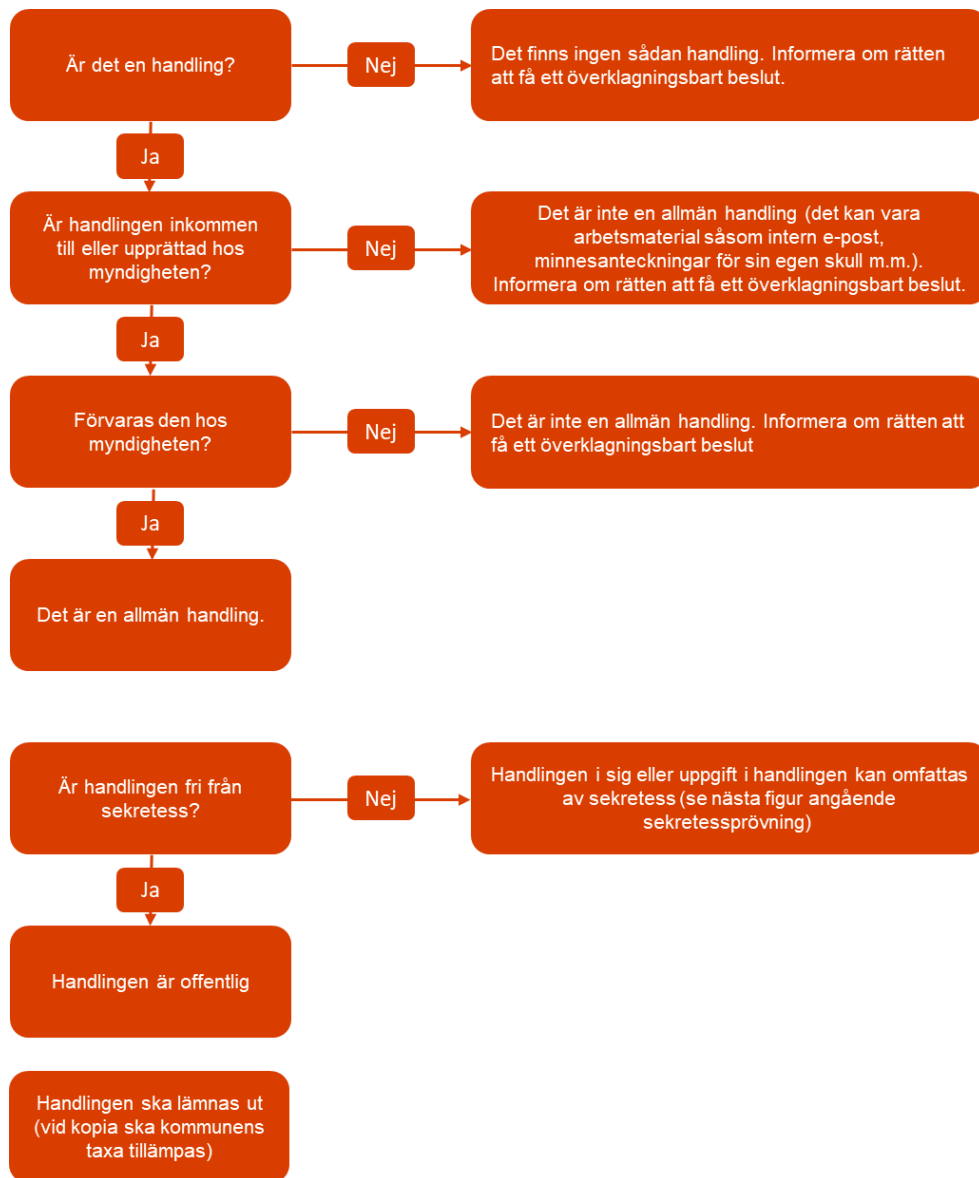 Är det en handling?
Nej
Det finns ingen sådan handling. Informera om rätten
att få ett överklagningsbart beslut.
Ja
Är handlingen inkommen
till eller upprättad hos
myndigheten?
Nej
Det är inte en allmän handling (det kan vara
arbetsmaterial såsom intern e-post,
minnesanteckningar för sin egen skull m.m.).
Informera om rätten att få ett överklagningsbart beslut.
Ja
Förvaras den hos
myndigheten?
Nej
Det är inte en allmän handling. Informera om rätten att
få ett överklagningsbart beslut
Ja
Det är en allmän handling.
Är handlingen fri från
sekretess?
Nej
Handlingen i sig eller uppgift i handlingen kan omfattas
av sekretess (se nästa figur angående
sekretessprövning)
Ja
Handlingen är offentlig
Handlingen ska lämnas ut
(vid kopia ska kommunens
taxa tillämpas)